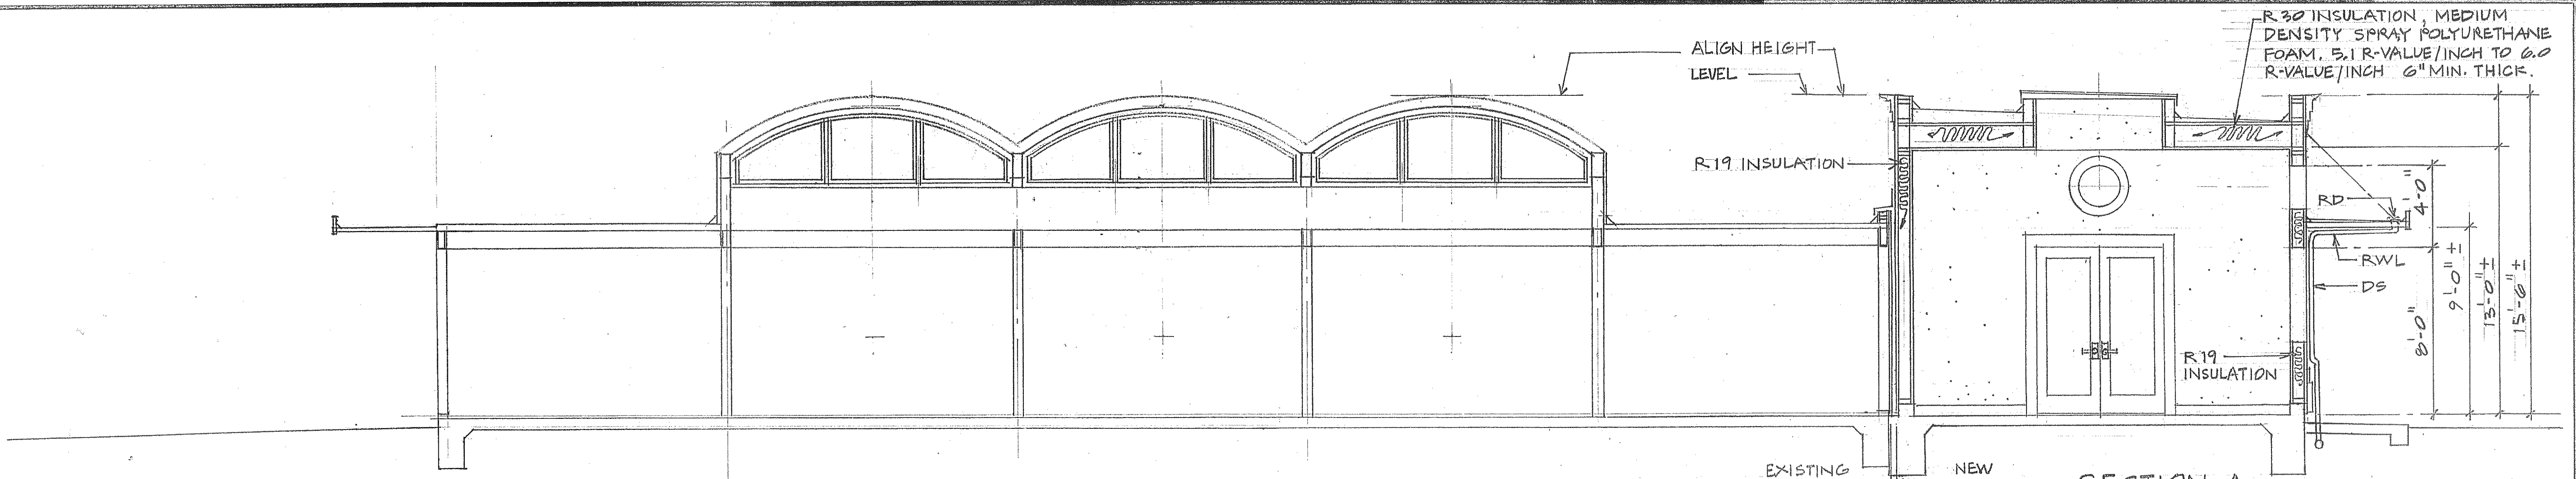 R30 INSULATION, MEDIUM
DENSITY SPRAY POLYURETHANE
FOAM. 5.1 R-VALUE/INCH TO 6.0
R-VALUE/INCH 6" MIN. THICK.
ALIGN HEIGHT
LEVEL
R19 INSULATION
RD
4'-0"
RWL
DS
9'-0" ±
13'-0" ±
15'-6" ±
8'-0"
R19
INSULATION
EXISTING
NEW
SECTION A